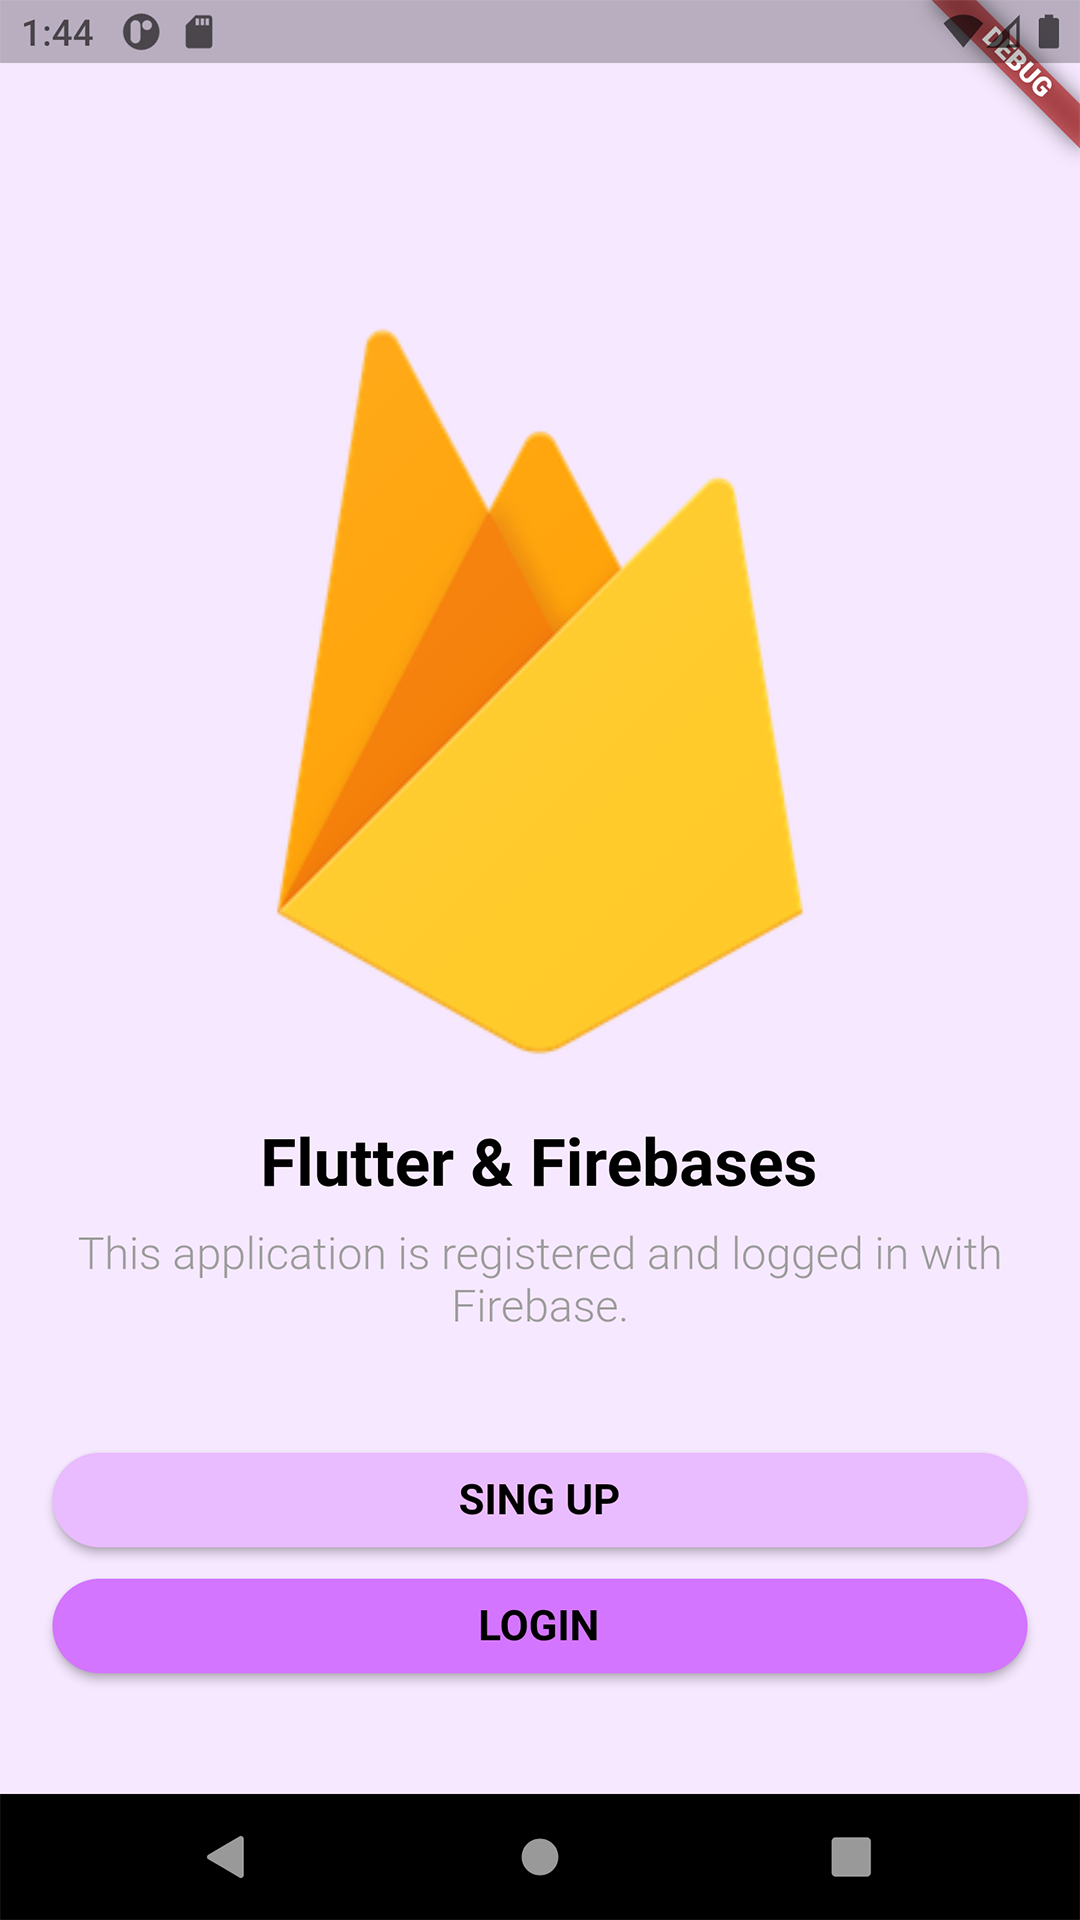 1:44
DEBUG
Flutter & Firebases
This application is registered and logged in with
Firebase.
SING UP
LOGIN